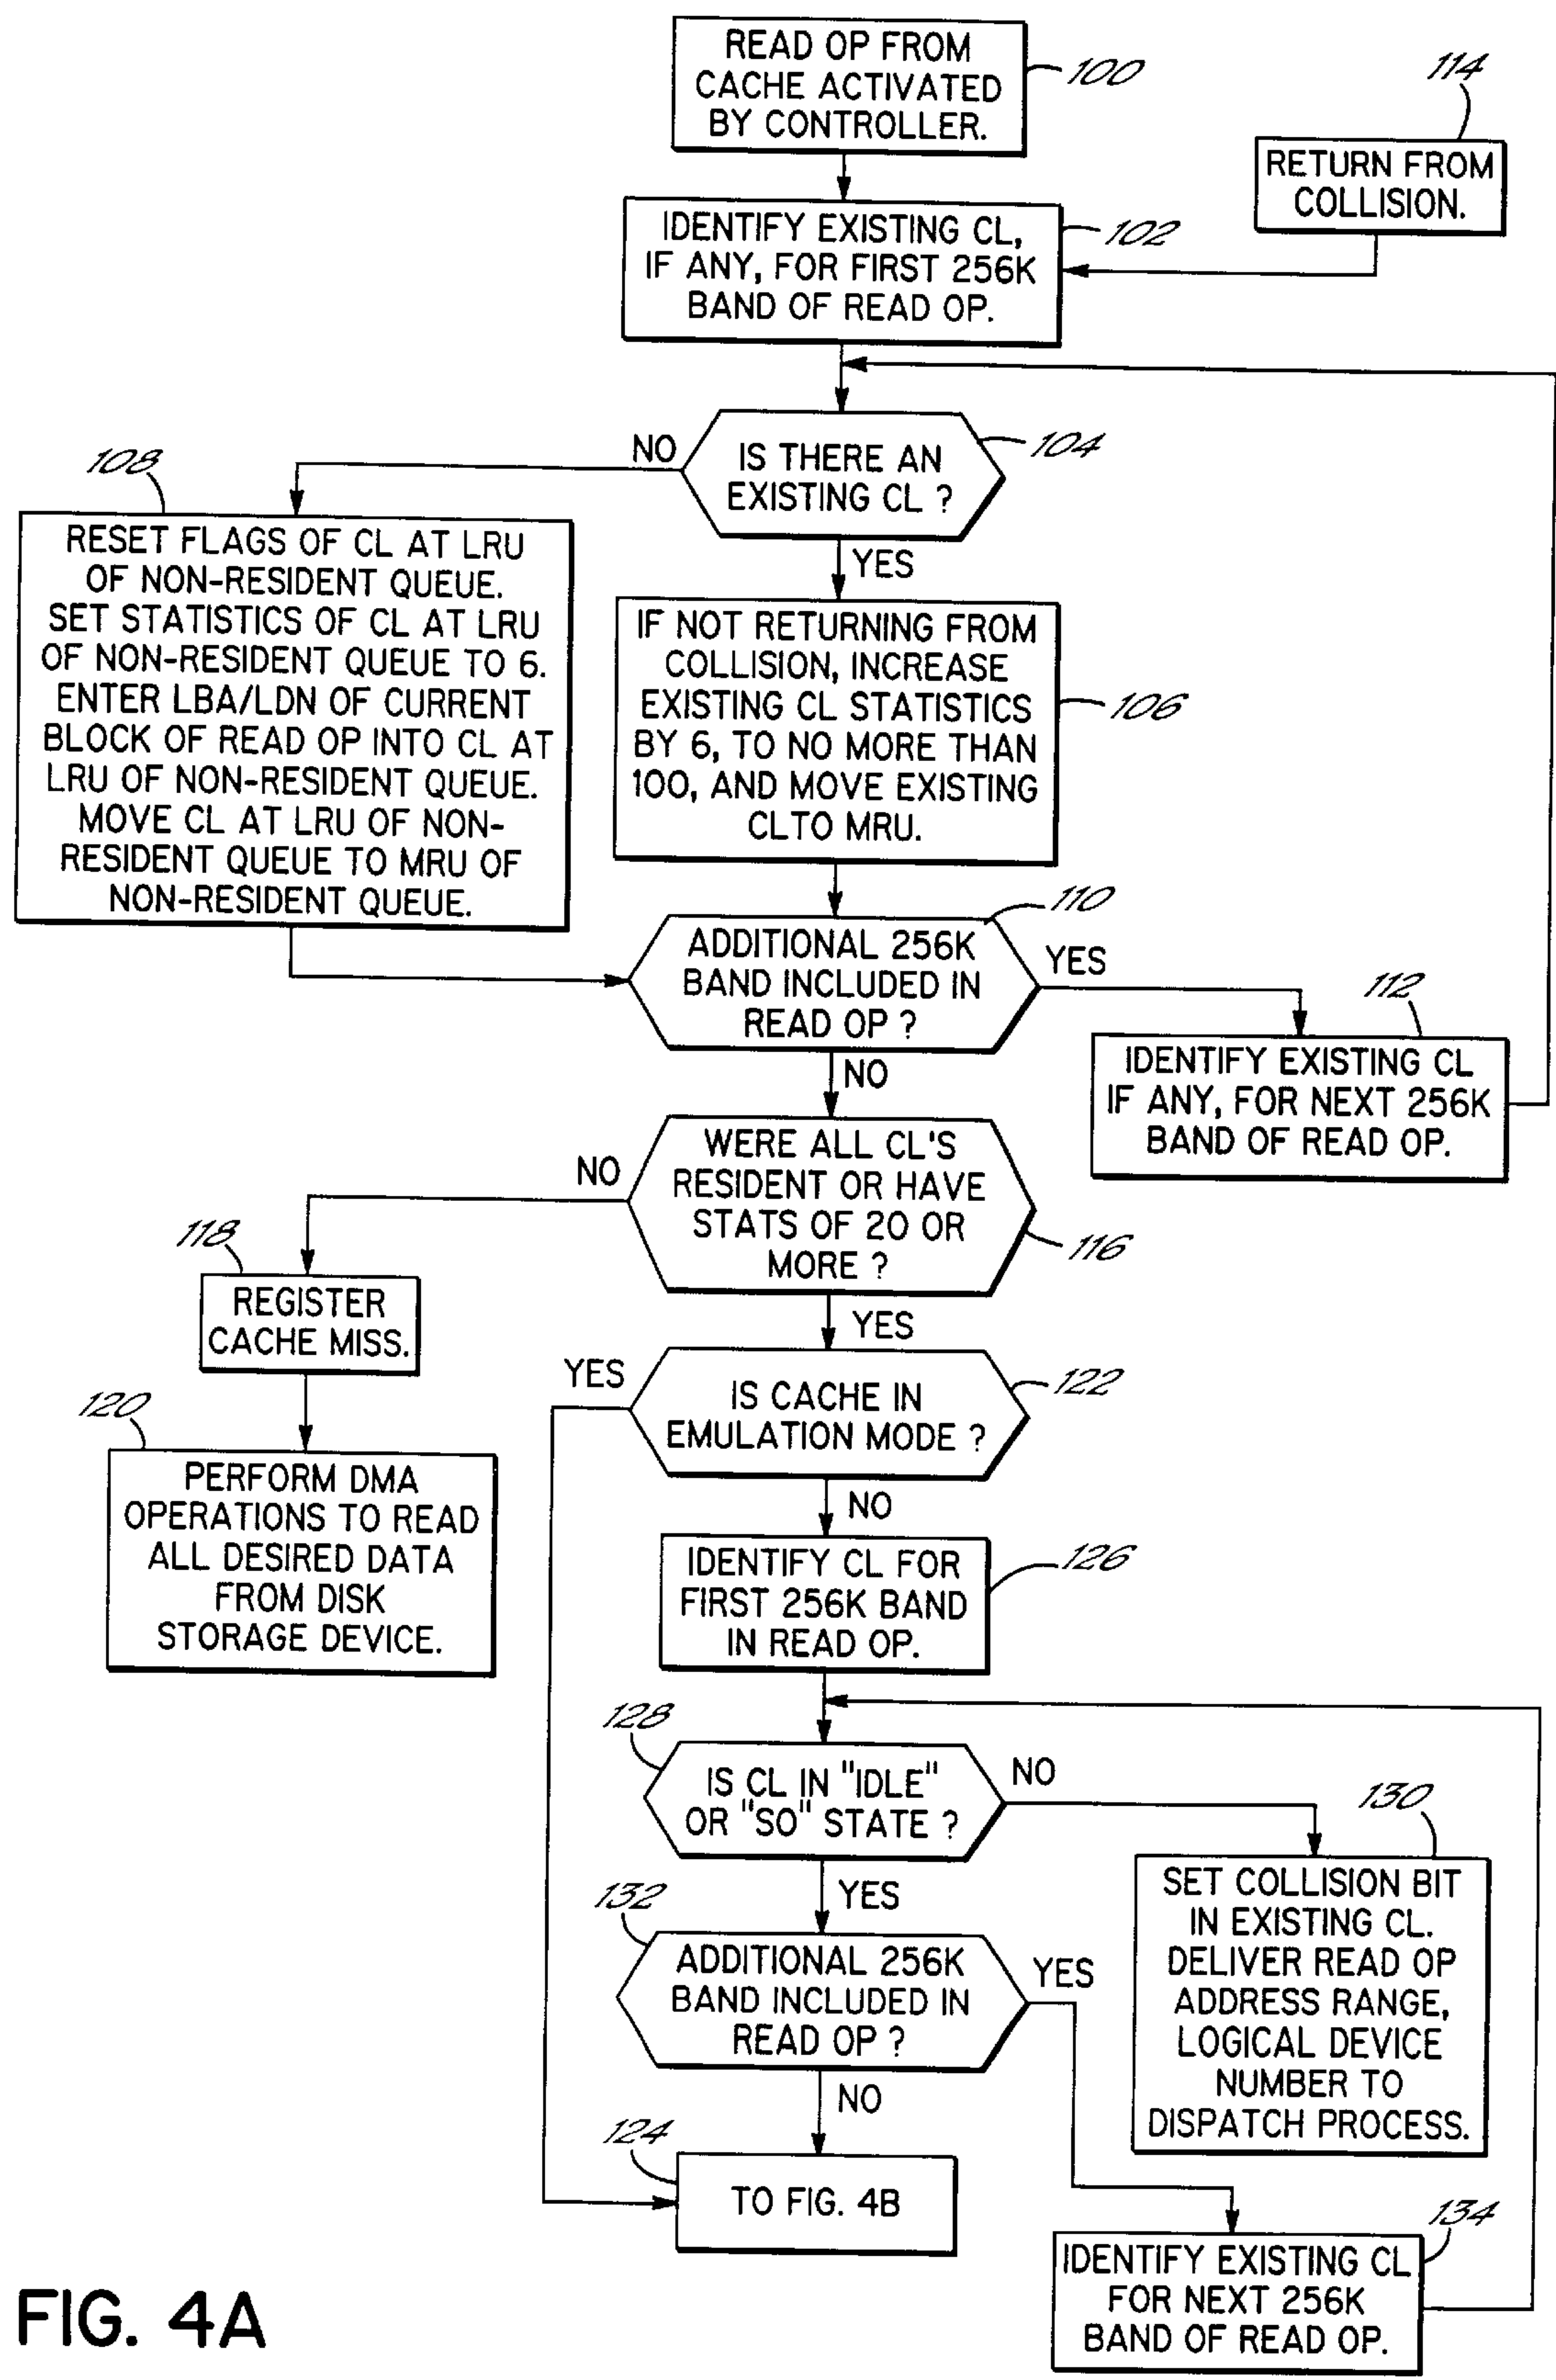 READ OP FROM
CACHE ACTIVATED
BY CONTROLLER.
100
114
RETURN FROM
COLLISION.
IDENTIFY EXISTING CL,
IF ANY, FOR FIRST 256K
BAND OF READ OP.
102
IS THERE AN
EXISTING CL ?
104
NO
YES
108
RESET FLAGS OF CL AT LRU
OF NON-RESIDENT QUEUE.
SET STATISTICS OF CL AT LRU
OF NON-RESIDENT QUEUE TO 6.
ENTER LBA/LDN OF CURRENT
BLOCK OF READ OP INTO CL AT
LRU OF NON-RESIDENT QUEUE.
MOVE CL AT LRU OF NON-
RESIDENT QUEUE TO MRU OF
NON-RESIDENT QUEUE.
IF NOT RETURNING FROM
COLLISION, INCREASE
EXISTING CL STATISTICS
BY 6, TO NO MORE THAN
100, AND MOVE EXISTING
CLTO MRU.
106
110
ADDITIONAL 256K
BAND INCLUDED IN
READ OP ?
YES
NO
112
IDENTIFY EXISTING CL
IF ANY, FOR NEXT 256K
BAND OF READ OP.
WERE ALL CL'S
RESIDENT OR HAVE
STATS OF 20 OR
MORE ?
116
NO
YES
118
REGISTER
CACHE MISS.
120
PERFORM DMA
OPERATIONS TO READ
ALL DESIRED DATA
FROM DISK
STORAGE DEVICE.
YES
IS CACHE IN
EMULATION MODE ?
122
NO
IDENTIFY CL FOR
FIRST 256K BAND
IN READ OP.
126
128
IS CL IN "IDLE"
OR "SO" STATE ?
NO
YES
130
SET COLLISION BIT
IN EXISTING CL.
DELIVER READ OP
ADDRESS RANGE,
LOGICAL DEVICE
NUMBER TO
DISPATCH PROCESS.
132
ADDITIONAL 256K
BAND INCLUDED IN
READ OP ?
YES
NO
124
TO FIG. 4B
134
IDENTIFY EXISTING CL
FOR NEXT 256K
BAND OF READ OP.
FIG. 4A